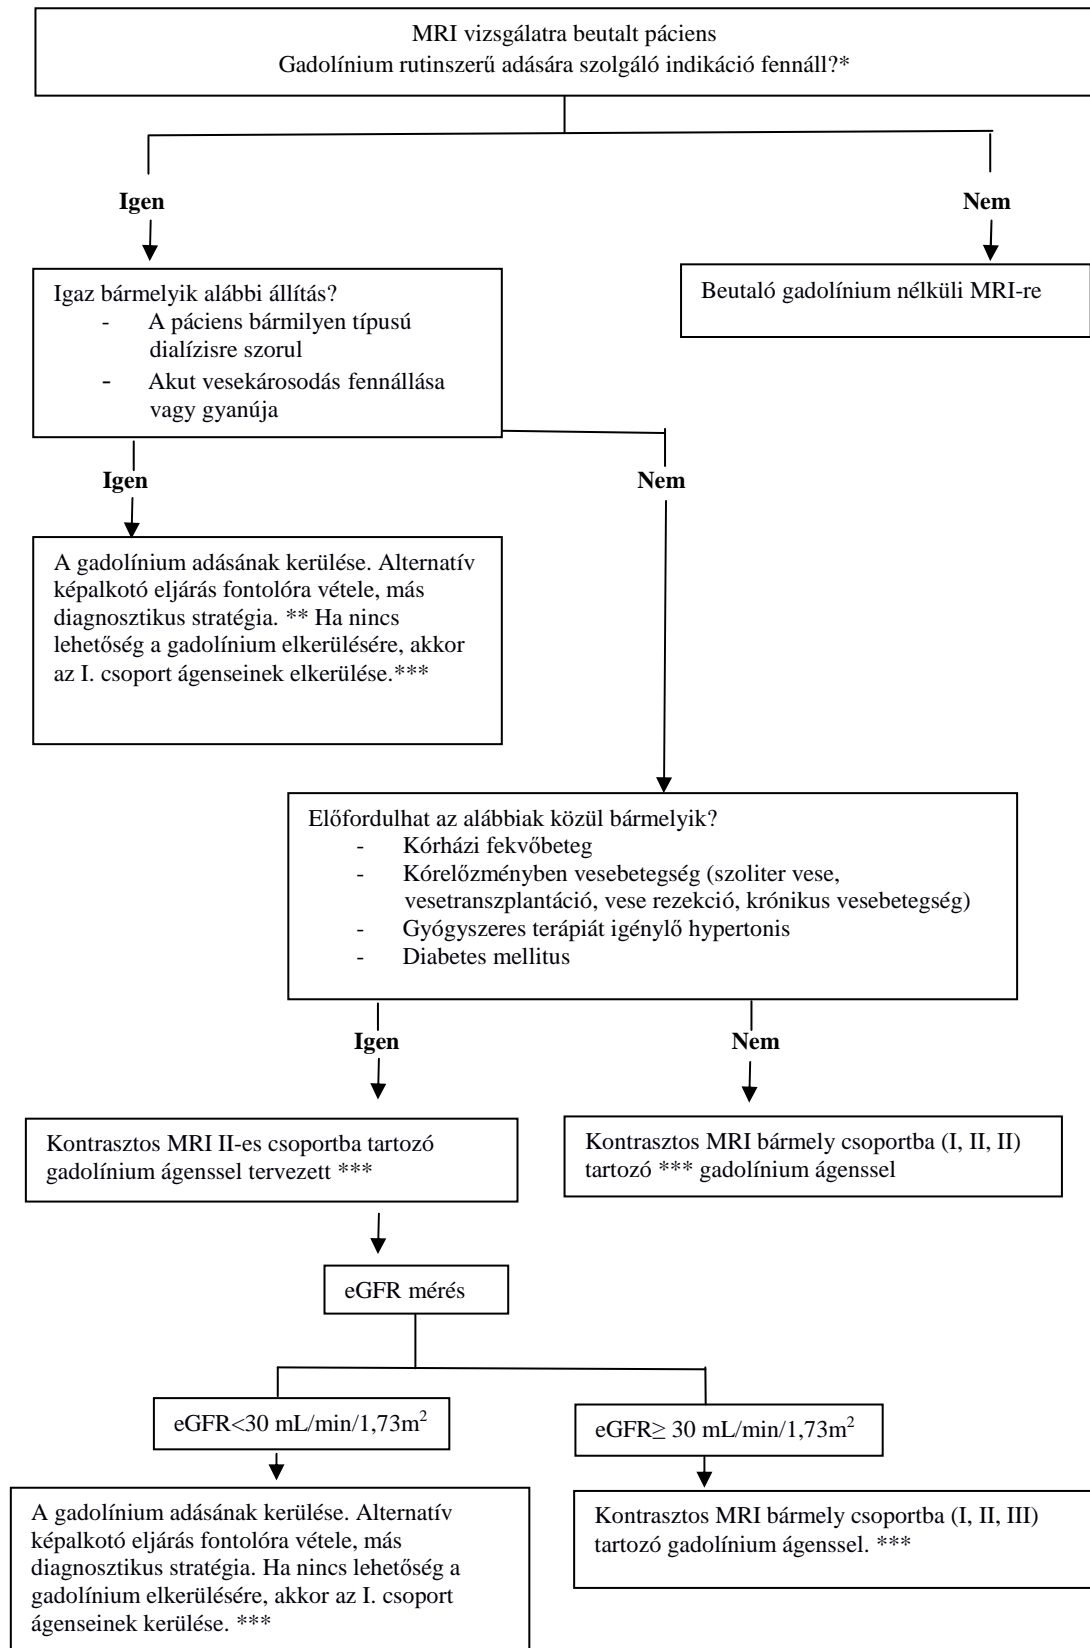 MRI vizsgálatra beutalt páciens
Gadolínium rutinszerű adására szolgáló indikáció fennáll?*
Igen
Nem
Igaz bármelyik alábbi állítás?
- A páciens bármilyen típusú
dialízisre szorul
- Akut vesekárosodás fennállása
vagy gyanúja
Beutaló gadolínium nélküli MRI-re
Igen
Nem
A gadolínium adásának kerülése. Alternatív
képalkotó eljárás fontolóra vétele, más
diagnosztikus stratégia. ** Ha nincs
lehetőség a gadolínium elkerülésére, akkor
az I. csoport ágenseinek elkerülése.***
Előfordulhat az alábbiak közül bármelyik?
- Kórházi fekvőbeteg
- Kórelőzményben vesebetegség (szoliter vese,
vesetranszplantáció, vese rezekció, krónikus vesebetegség)
- Gyógyszeres terápiát igénylő hypertonis
- Diabetes mellitus
Igen
Nem
Kontrasztos MRI II-es csoportba tartozó
gadolínium ágenssel tervezett ***
Kontrasztos MRI bármely csoportba (I, II, II)
tartozó *** gadolínium ágenssel
eGFR mérés
eGFR<30 mL/min/1,73m²
eGFR≥ 30 mL/min/1,73m²
A gadolínium adásának kerülése. Alternatív
képalkotó eljárás fontolóra vétele, más
diagnosztikus stratégia. Ha nincs lehetőség a
gadolínium elkerülésére, akkor az I. csoport
ágenseinek kerülése. ***
Kontrasztos MRI bármely csoportba (I, II, III)
tartozó gadolínium ágenssel. ***